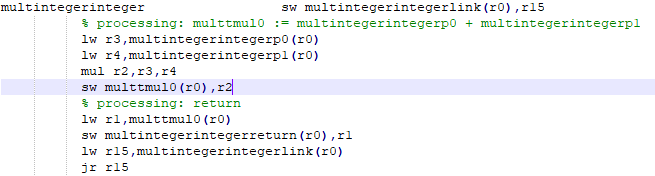 multintegerinteger sw multintegerintegerlink(r0),r15
% processing: multtmul0 := multintegerintegerp0 + multintegerintegerp1
lw r3,multintegerintegerp0(r0)
lw r4,multintegerintegerp1(r0)
mul r2,r3,r4
sw multtmul0(r0),r2
% processing: return
lw r1,multtmul0(r0)
sw multintegerintegerreturn(r0),r1
lw r15,multintegerintegerlink(r0)
jr r15